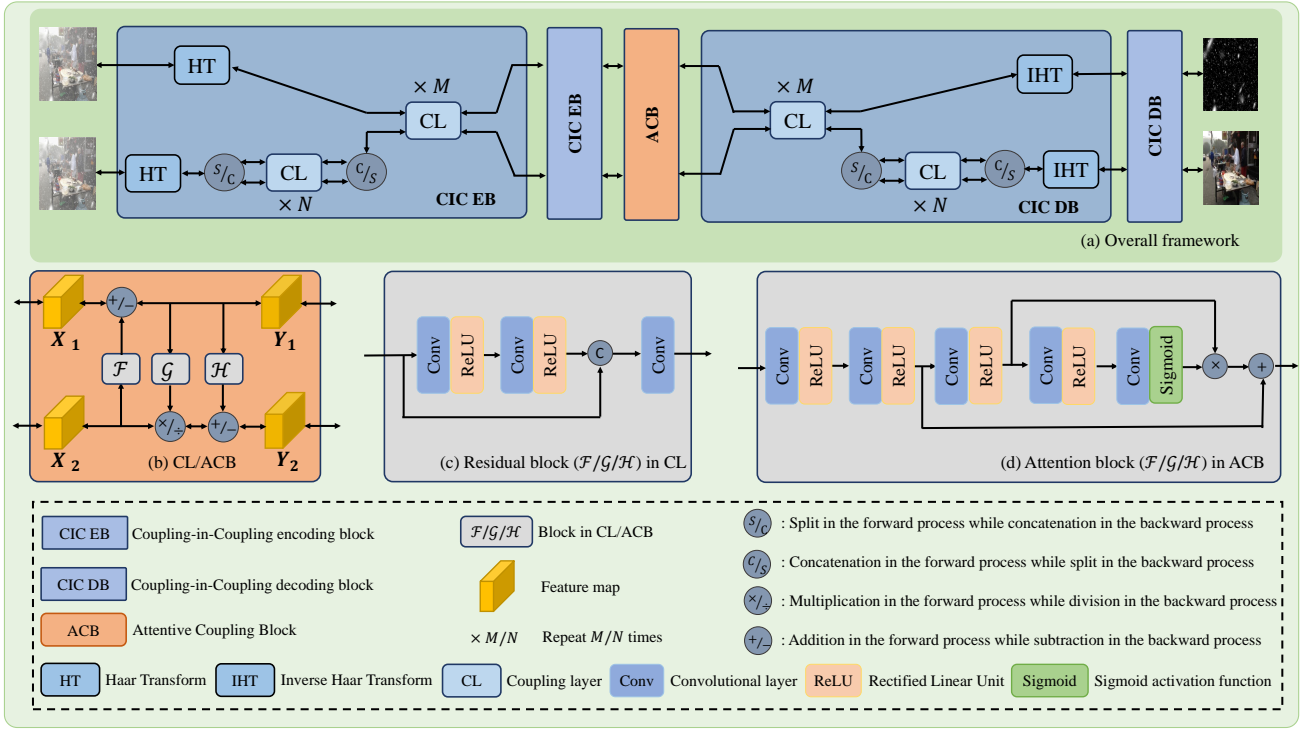 HT
× M
CL
HT
S/C
CL
C/S
× N
CIC EB
CIC EB
ACB
× M
CL
IHT
S/C
CL
C/S
IHT
× N
CIC DB
CIC DB
(a) Overall framework
X 1
+/−
Y 1
ℱ
𝒢
ℋ
X 2
×/÷
+/−
Y 2
(b) CL/ACB
Conv
ReLU
Conv
ReLU
C
Conv
(c) Residual block (ℱ/𝒢/ℋ) in CL
Conv
ReLU
Conv
ReLU
Conv
ReLU
Conv
ReLU
Conv
Sigmoid
×
+
(d) Attention block (ℱ/𝒢/ℋ) in ACB
CIC EB Coupling-in-Coupling encoding block
CIC DB Coupling-in-Coupling decoding block
ACB Attentive Coupling Block
ℱ/𝒢/ℋ Block in CL/ACB
Feature map
× M/N Repeat M/N times
S/C : Split in the forward process while concatenation in the backward process
C/S : Concatenation in the forward process while split in the backward process
×/÷ : Multiplication in the forward process while division in the backward process
+/− : Addition in the forward process while subtraction in the backward process
HT Haar Transform IHT Inverse Haar Transform CL Coupling layer Conv Convolutional layer ReLU Rectified Linear Unit Sigmoid Sigmoid activation function